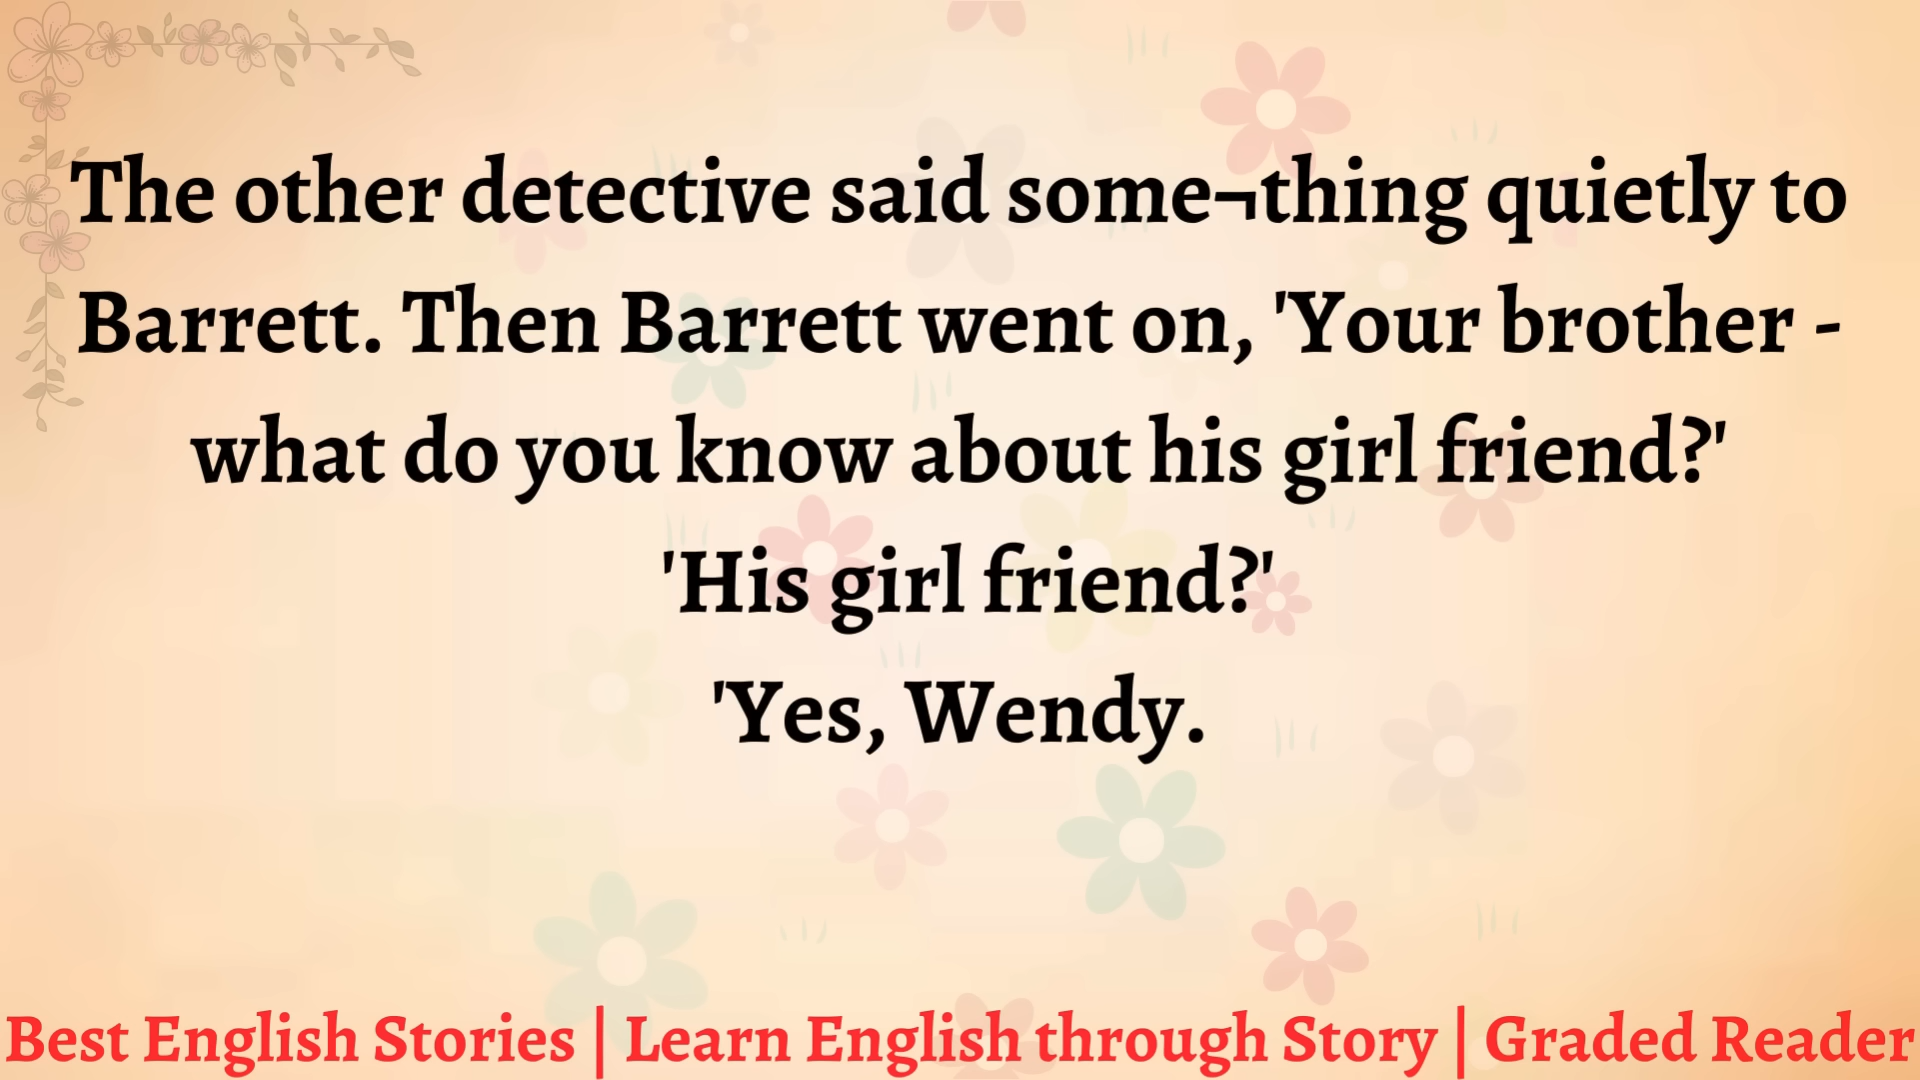 The other detective said some¬thing quietly to
Barrett. Then Barrett went on, 'Your brother -
what do you know about his girl friend?'
'His girl friend?'
'Yes, Wendy.
Best English Stories | Learn English through Story | Graded Reader